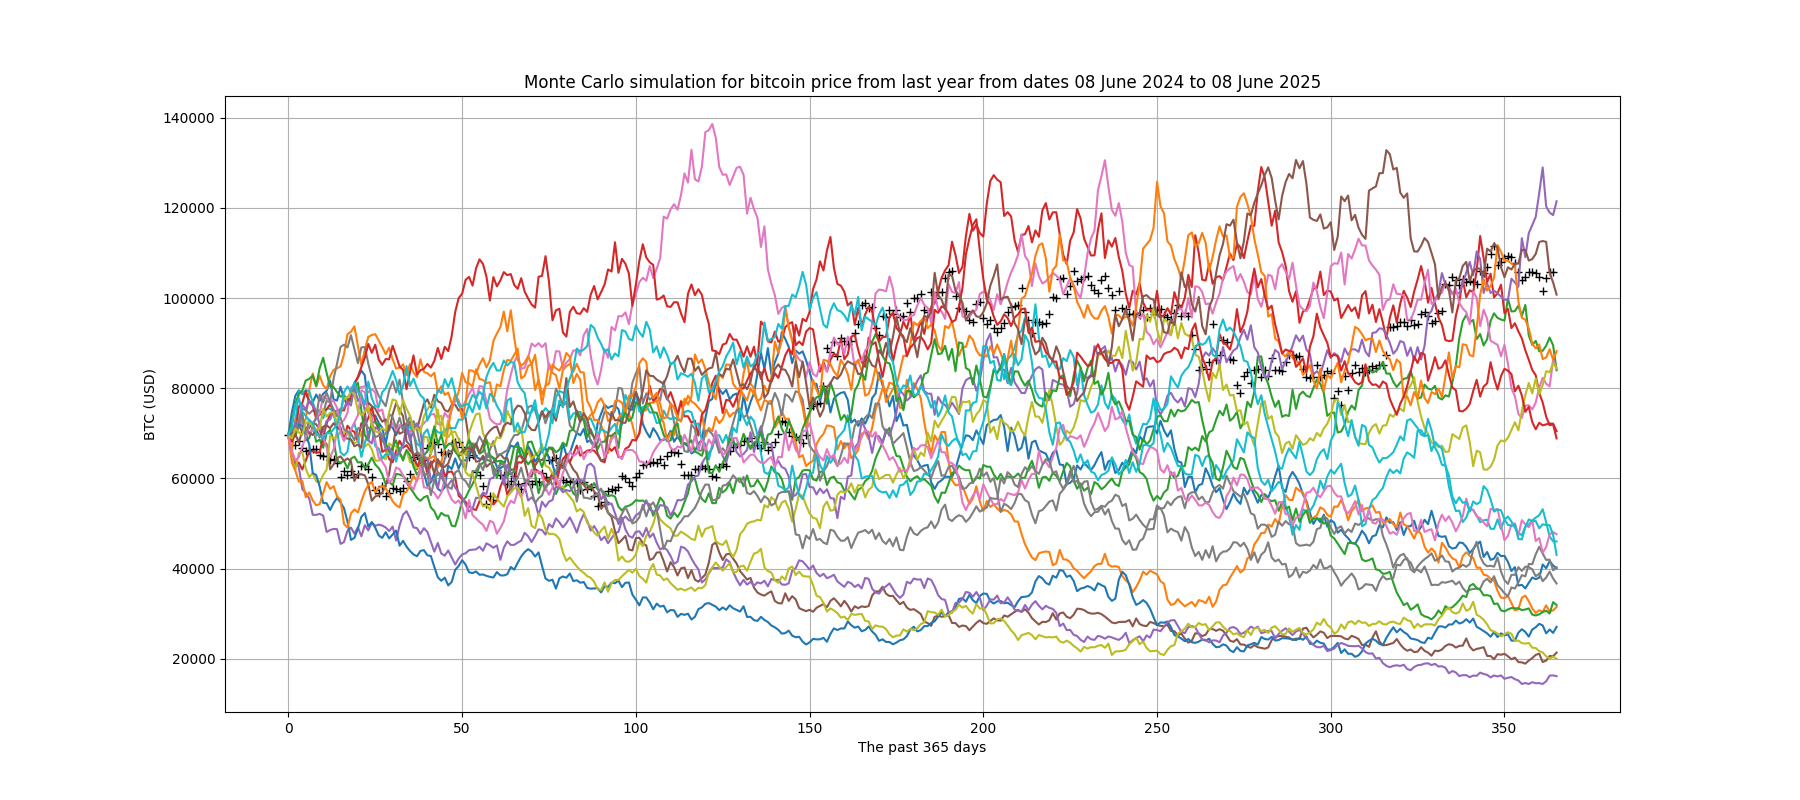 Monte Carlo simulation for bitcoin price from last year from dates 08 June 2024 to 08 June 2025
140000
120000
100000
80000
60000
40000
20000
BTC (USD)
0 50 100 150 200 250 300 350
The past 365 days